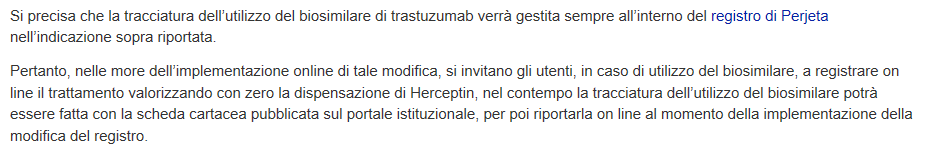 Si precisa che la tracciatura dell'utilizzo del biosimilare di trastuzumab verrà gestita sempre all'interno del registro di Perjeta
nell'indicazione sopra riportata.
Pertanto, nelle more dell'implementazione online di tale modifica, si invitano gli utenti, in caso di utilizzo del biosimilare, a registrare on
line il trattamento valorizzando con zero la dispensazione di Herceptin, nel contempo la tracciatura dell'utilizzo del biosimilare potrà
essere fatta con la scheda cartacea pubblicata sul portale istituzionale, per poi riportarla on line al momento della implementazione della
modifica del registro.